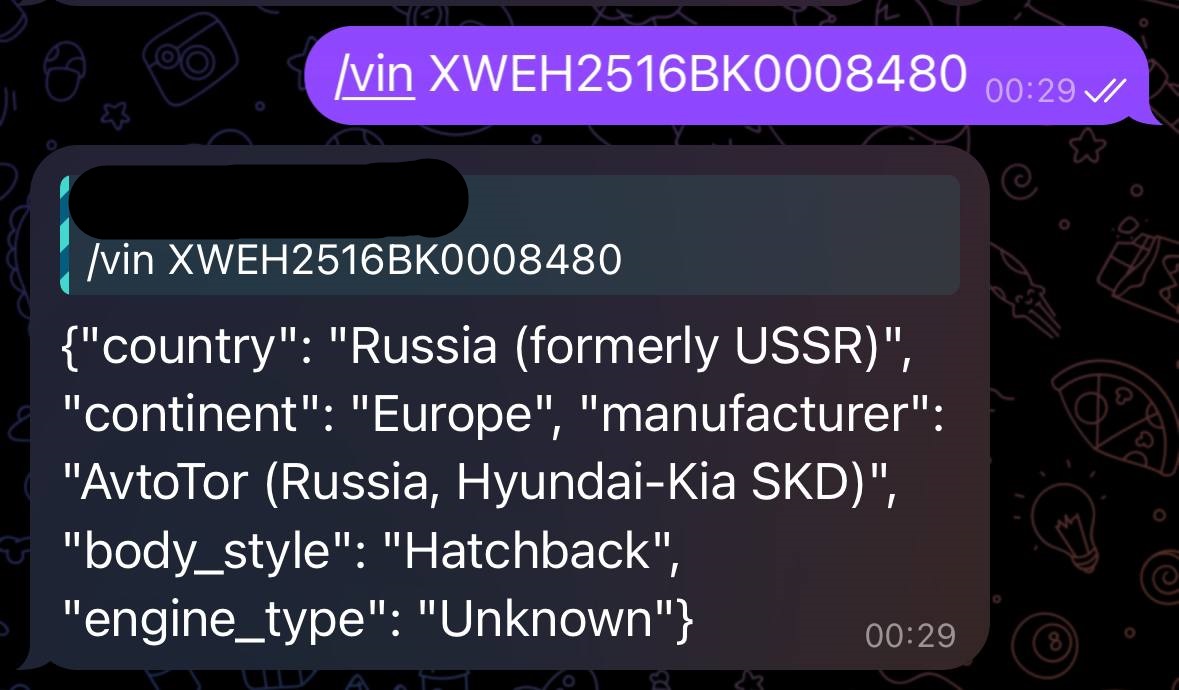 /vin XWEH2516BK0008480 00:29
/vin XWEH2516BK0008480
{"country": "Russia (formerly USSR)",
"continent": "Europe", "manufacturer":
"AvtoTor (Russia, Hyundai-Kia SKD)",
"body_style": "Hatchback",
"engine_type": "Unknown"}
00:29